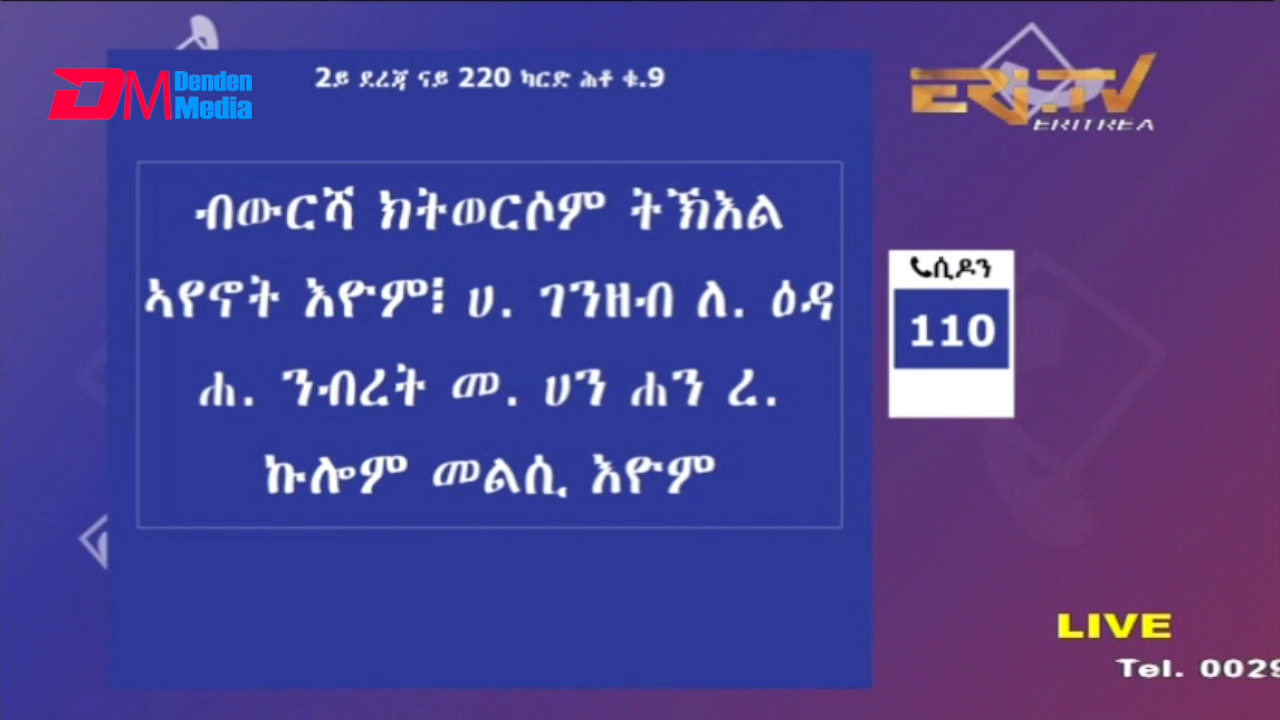 DM Denden Media
2ይ ደረጃ ናይ 220 ካርድ ሕቶ ቁ.9
ERi-TV
ERITREA
ብውርሻ ክትወርሶም ትኽእል
ኣየኖት እዮም፧ ሀ. ገንዘብ ለ. ዕዳ
ሐ. ንብረት መ. ሀን ሐን ረ.
ኩሎም መልሲ እዮም
ሲዶን
110
LIVE
Tel. 0029